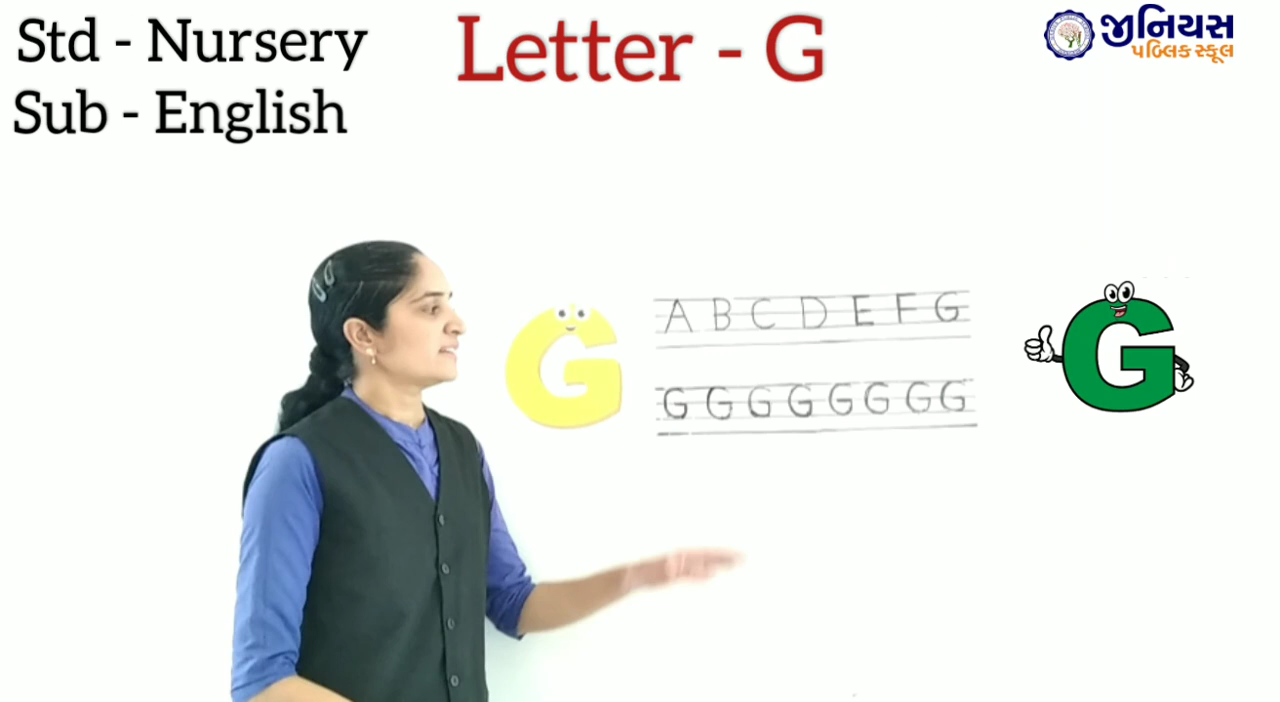 Std - Nursery
Sub - English
Letter - G
જીનિયસ
પબ્લિક સ્કૂલ
G
A B C D E F G
G G G G G G G G
G